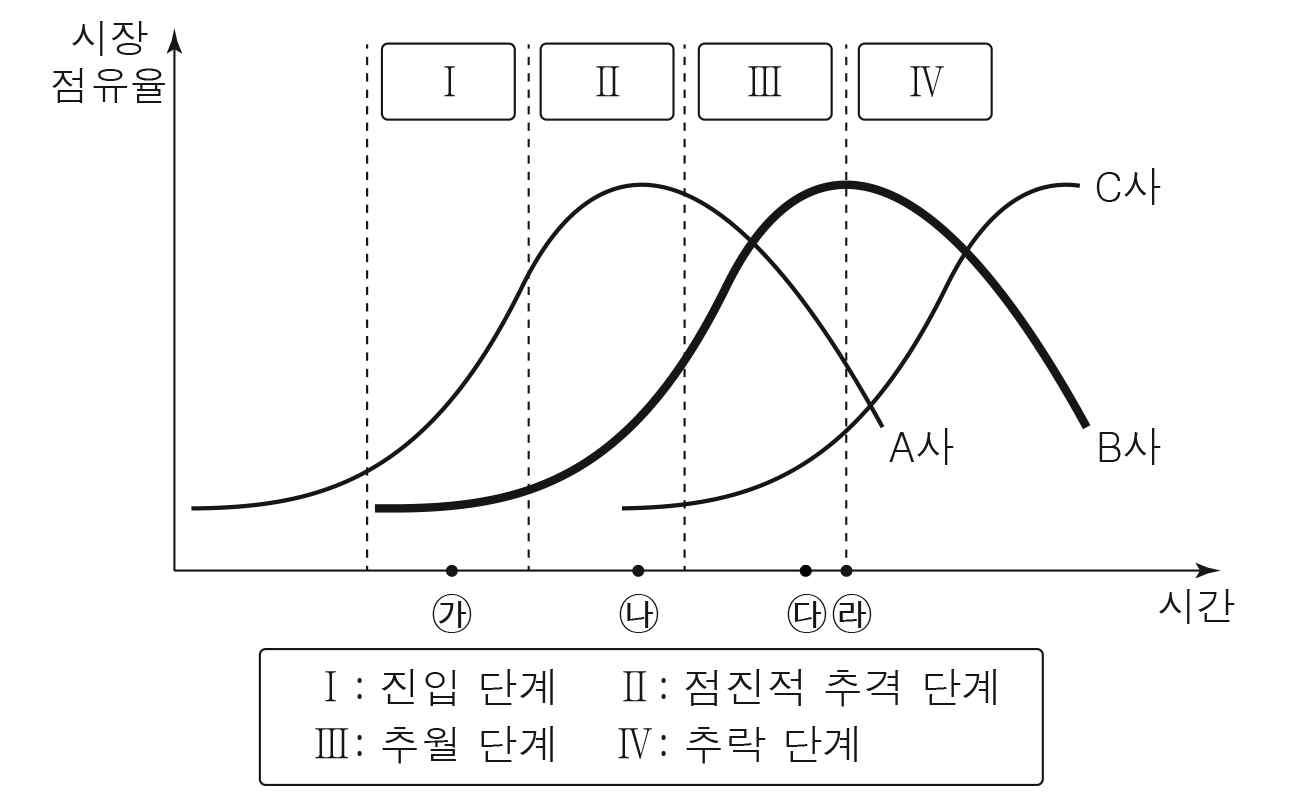 시장
점유율
Ⅰ Ⅱ Ⅲ Ⅳ
C사
A사 B사
㉮ ㉯ ㉰ ㉱
시간
Ⅰ : 진입 단계 Ⅱ : 점진적 추격 단계
Ⅲ : 추월 단계 Ⅳ : 추락 단계